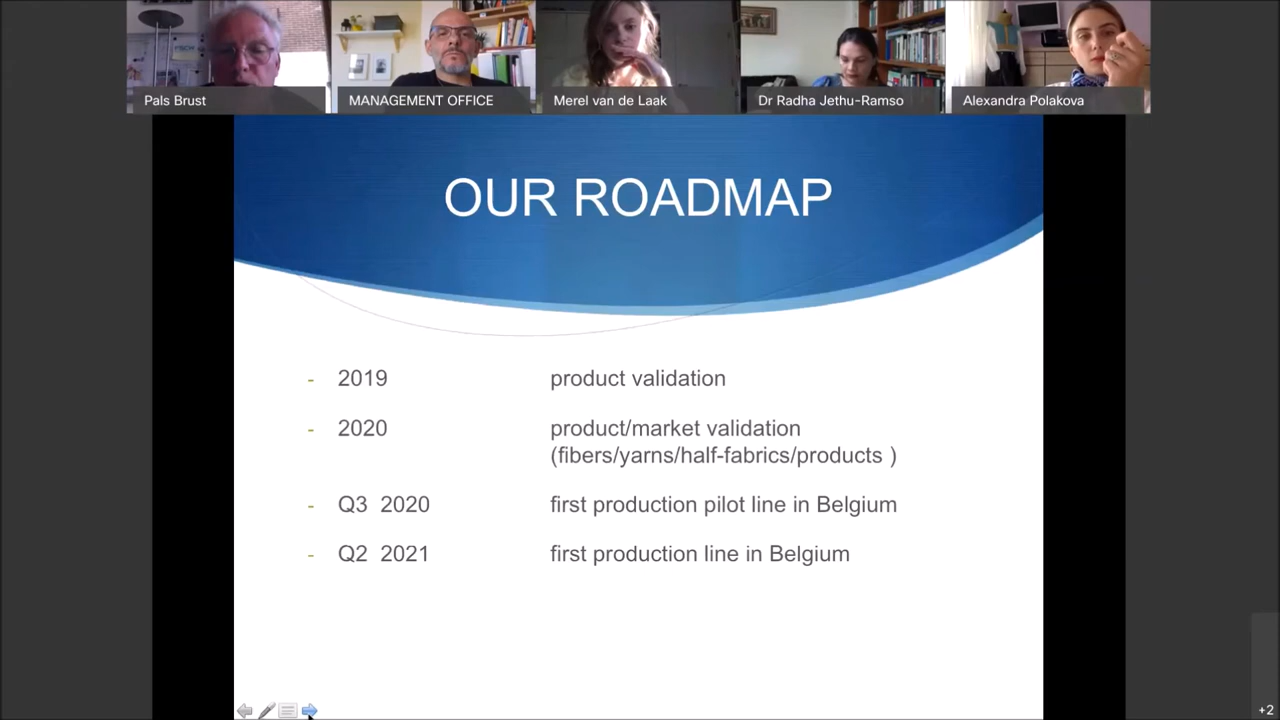 Pals Brust
MANAGEMENT OFFICE
Merel van de Laak
Dr Radha Jethu-Ramso
Alexandra Polakova
OUR ROADMAP
- 2019 product validation
- 2020 product/market validation
(fibers/yarns/half-fabrics/products )
- Q3 2020 first production pilot line in Belgium
- Q2 2021 first production line in Belgium
+2